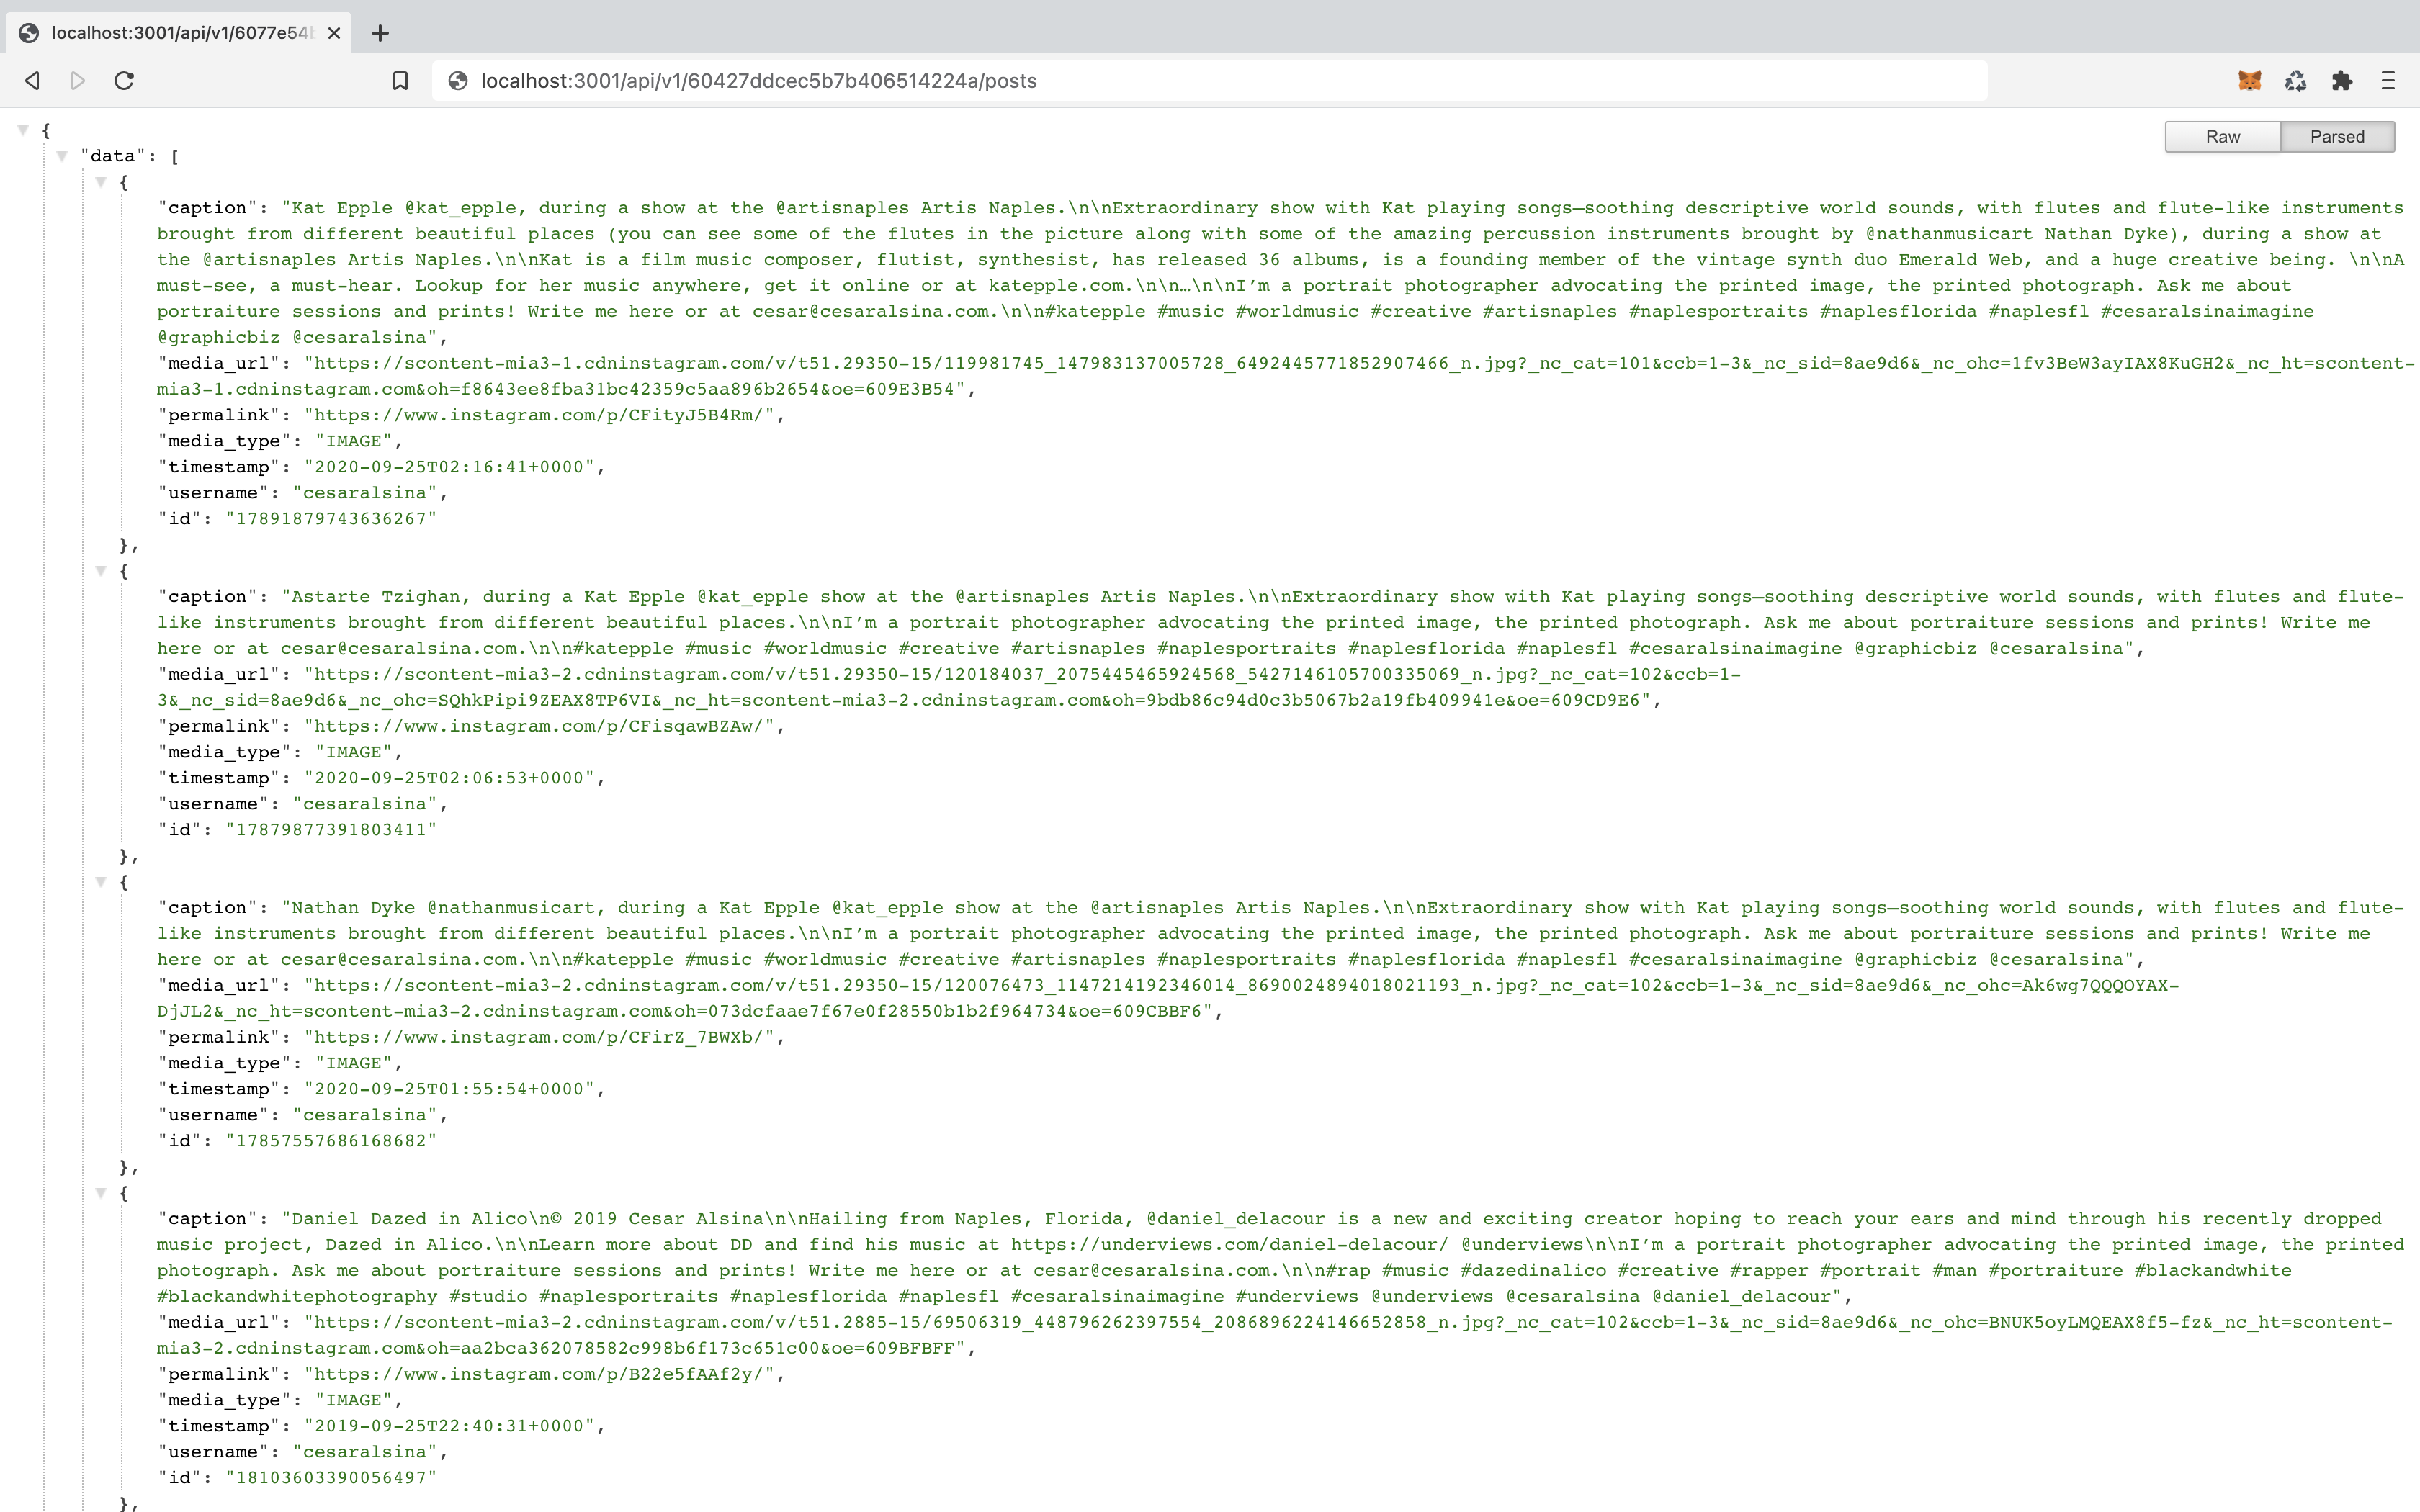 localhost:3001/api/v1/6077e54b
localhost:3001/api/v1/60427ddcec5b7b406514224a/posts
Raw Parsed
{
"data": [
{
"caption": "Kat Epple @kat_epple, during a show at the @artisnaples Artis Naples.\n\nExtraordinary show with Kat playing songs—soothing descriptive world sounds, with flutes and flute-like instruments
brought from different beautiful places (you can see some of the flutes in the picture along with some of the amazing percussion instruments brought by @nathanmusicart Nathan Dyke), during a show at
the @artisnaples Artis Naples.\n\nKat is a film music composer, flutist, synthesist, has released 36 albums, is a founding member of the vintage synth duo Emerald Web, and a huge creative being. \n\nA
must-see, a must-hear. Lookup for her music anywhere, get it online or at katepple.com.\n\n…\n\nI’m a portrait photographer advocating the printed image, the printed photograph. Ask me about
portraiture sessions and prints! Write me here or at cesar@cesaralsina.com.\n\n#katepple #music #worldmusic #creative #artisnaples #naplesportraits #naplesflorida #naplesfl #cesaralsinaimagine
@graphicbiz @cesaralsina",
"media_url": "https://scontent-mia3-1.cdninstagram.com/v/t51.29350-15/119981745_147983137005728_6492445771852907466_n.jpg?_nc_cat=101&ccb=1-3&_nc_sid=8ae9d6&_nc_ohc=1fv3BeW3ayIAX8KuGH2&_nc_ht=scontent-
mia3-1.cdninstagram.com&oh=f8643ee8fba31bc42359c5aa896b2654&oe=609E3B54",
"permalink": "https://www.instagram.com/p/CFityJ5B4Rm/",
"media_type": "IMAGE",
"timestamp": "2020-09-25T02:16:41+0000",
"username": "cesaralsina",
"id": "17891879743636267"
},
{
"caption": "Astarte Tzighan, during a Kat Epple @kat_epple show at the @artisnaples Artis Naples.\n\nExtraordinary show with Kat playing songs—soothing descriptive world sounds, with flutes and flute-
like instruments brought from different beautiful places.\n\nI’m a portrait photographer advocating the printed image, the printed photograph. Ask me about portraiture sessions and prints! Write me
here or at cesar@cesaralsina.com.\n\n#katepple #music #worldmusic #creative #artisnaples #naplesportraits #naplesflorida #naplesfl #cesaralsinaimagine @graphicbiz @cesaralsina",
"media_url": "https://scontent-mia3-2.cdninstagram.com/v/t51.29350-15/120184037_2075445465924568_5427146105700335069_n.jpg?_nc_cat=102&ccb=1-
3&_nc_sid=8ae9d6&_nc_ohc=SQhkPipi9ZEAX8TP6VI&_nc_ht=scontent-mia3-2.cdninstagram.com&oh=9bdb86c94d0c3b5067b2a19fb409941e&oe=609CD9E6",
"permalink": "https://www.instagram.com/p/CFisqawBZAw/",
"media_type": "IMAGE",
"timestamp": "2020-09-25T02:06:53+0000",
"username": "cesaralsina",
"id": "17879877391803411"
},
{
"caption": "Nathan Dyke @nathanmusicart, during a Kat Epple @kat_epple show at the @artisnaples Artis Naples.\n\nExtraordinary show with Kat playing songs—soothing world sounds, with flutes and flute-
like instruments brought from different beautiful places.\n\nI’m a portrait photographer advocating the printed image, the printed photograph. Ask me about portraiture sessions and prints! Write me
here or at cesar@cesaralsina.com.\n\n#katepple #music #worldmusic #creative #artisnaples #naplesportraits #naplesflorida #naplesfl #cesaralsinaimagine @graphicbiz @cesaralsina",
"media_url": "https://scontent-mia3-2.cdninstagram.com/v/t51.29350-15/120076473_1147214192346014_8690024894018021193_n.jpg?_nc_cat=102&ccb=1-3&_nc_sid=8ae9d6&_nc_ohc=Ak6wg7QQQOYAX-
DjJL2&_nc_ht=scontent-mia3-2.cdninstagram.com&oh=073dcfaae7f67e0f28550b1b2f964734&oe=609CBBF6",
"permalink": "https://www.instagram.com/p/CFirZ_7BWXb/",
"media_type": "IMAGE",
"timestamp": "2020-09-25T01:55:54+0000",
"username": "cesaralsina",
"id": "17857557686168682"
},
{
"caption": "Daniel Dazed in Alico\n© 2019 Cesar Alsina\n\nHailing from Naples, Florida, @daniel_delacour is a new and exciting creator hoping to reach your ears and mind through his recently dropped
music project, Dazed in Alico.\n\nLearn more about DD and find his music at https://underviews.com/daniel-delacour/ @underviews\n\nI’m a portrait photographer advocating the printed image, the printed
photograph. Ask me about portraiture sessions and prints! Write me here or at cesar@cesaralsina.com.\n\n#rap #music #dazedinalico #creative #rapper #portrait #man #portraiture #blackandwhite
#blackandwhitephotography #studio #naplesportraits #naplesflorida #naplesfl #cesaralsinaimagine #underviews @underviews @cesaralsina @daniel_delacour",
"media_url": "https://scontent-mia3-2.cdninstagram.com/v/t51.2885-15/69506319_448796262397554_2086896224146652858_n.jpg?_nc_cat=102&ccb=1-3&_nc_sid=8ae9d6&_nc_ohc=BNUK5oyLMQEAX8f5-fz&_nc_ht=scontent-
mia3-2.cdninstagram.com&oh=aa2bca362078582c998b6f173c651c00&oe=609BFBFF",
"permalink": "https://www.instagram.com/p/B22e5fAAf2y/",
"media_type": "IMAGE",
"timestamp": "2019-09-25T22:40:31+0000",
"username": "cesaralsina",
"id": "18103603390056497"
},